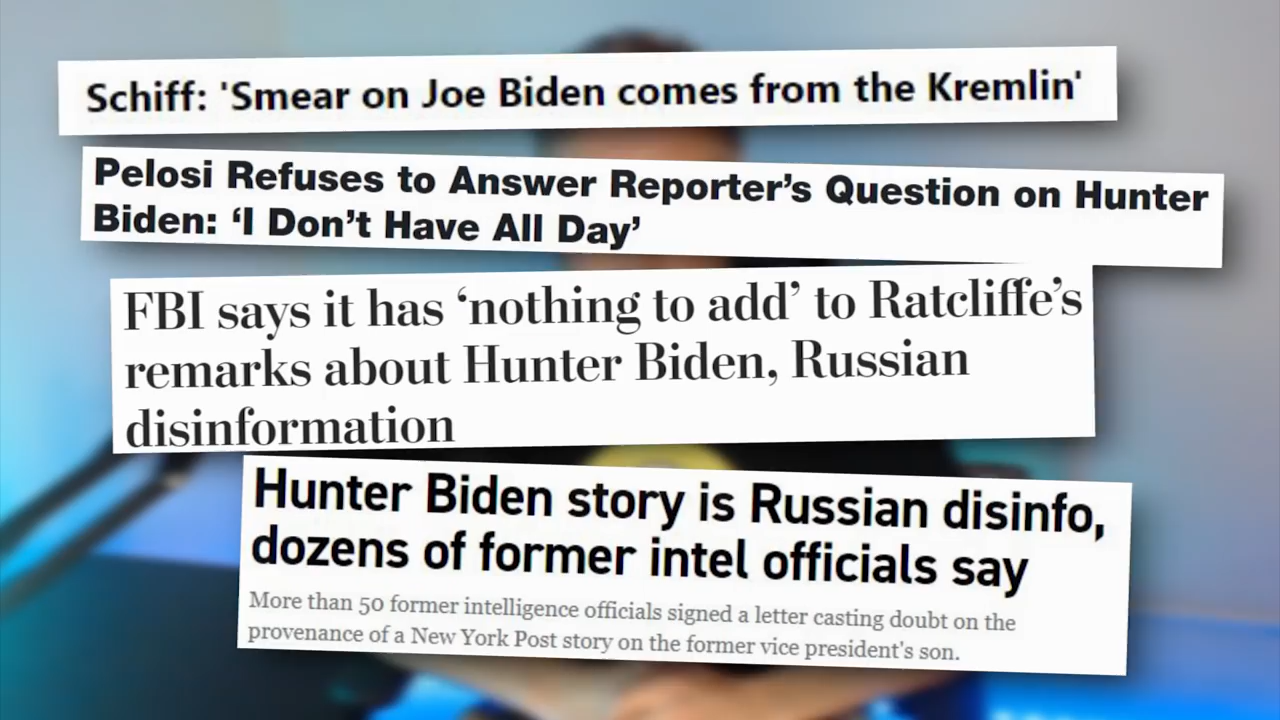 Schiff: 'Smear on Joe Biden comes from the Kremlin'
Pelosi Refuses to Answer Reporter’s Question on Hunter
Biden: ‘I Don’t Have All Day’
FBI says it has ‘nothing to add’ to Ratcliffe’s
remarks about Hunter Biden, Russian
disinformation
Hunter Biden story is Russian disinfo,
dozens of former intel officials say
More than 50 former intelligence officials signed a letter casting doubt on the
provenance of a New York Post story on the former vice president's son.